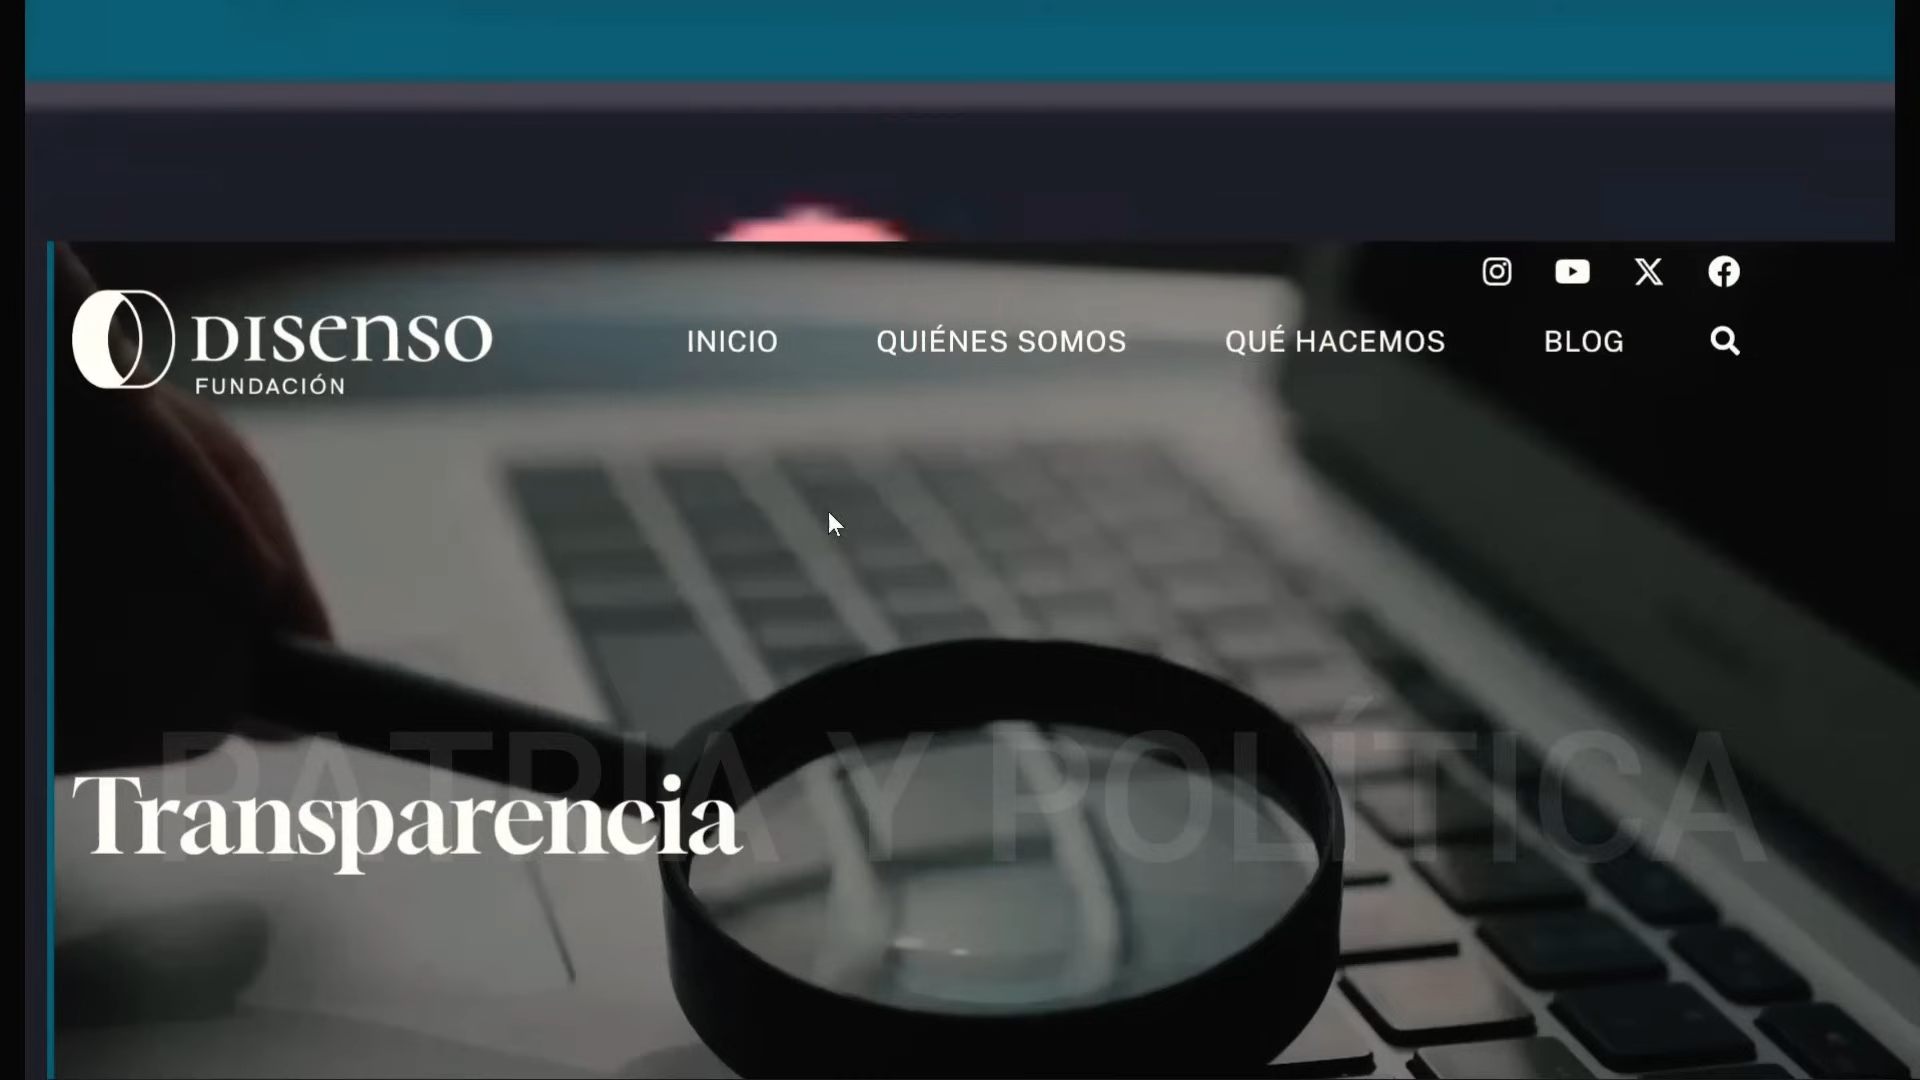 DISENSO
FUNDACIÓN
INICIO
QUIÉNES SOMOS
QUÉ HACEMOS
BLOG
PATRIA Y POLÍTICA
Transparencia